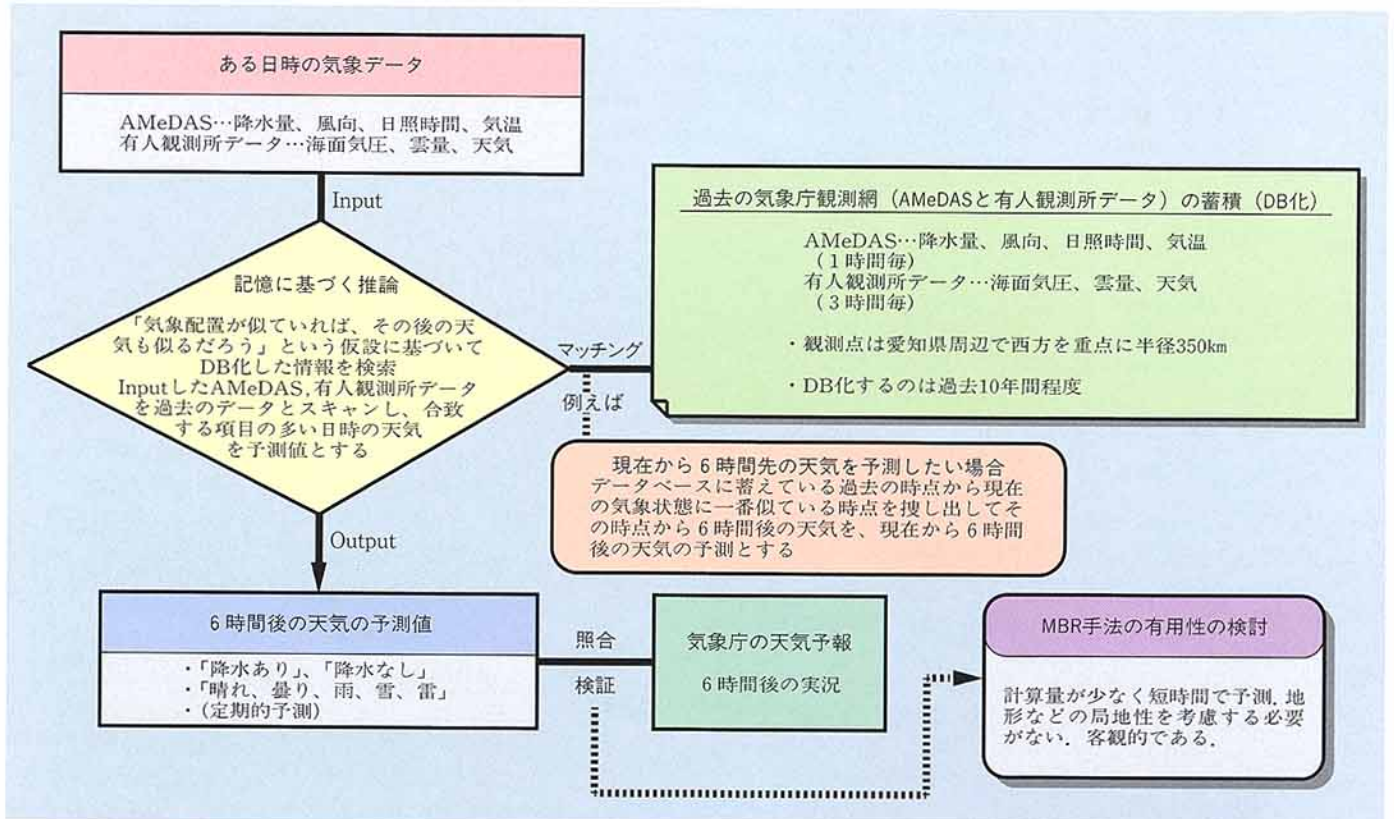 ある日時の気象データ
AMeDAS…降水量、風向、日照時間、気温
有人観測所データ…海面気圧、雲量、天気
Input
過去の気象庁観測網（AMeDASと有人観測所データ）の蓄積（DB化）
AMeDAS…降水量、風向、日照時間、気温
（1時間毎）
有人観測所データ…海面気圧、雲量、天気
（3時間毎）
・観測点は愛知県周辺で西方を重点に半径350km
・DB化するのは過去10年間程度
記憶に基づく推論
「気象配置が似ていれば、その後の天
気も似るだろう」という仮設に基づいて
DB化した情報を検索
InputしたAMeDAS,有人観測所データ
を過去のデータとスキャンし、合致
する項目の多い日時の天気
を予測値とする
マッチング
例えば
現在から6時間先の天気を予測したい場合
データベースに蓄えている過去の時点から現在
の気象状態に一番似ている時点を捜し出してそ
の時点から6時間後の天気を、現在から6時間
後の天気の予測とする
Output
6時間後の天気の予測値
・「降水あり」、「降水なし」
・「晴れ、曇り、雨、雪、雷」
・(定期的予測)
照合
検証
気象庁の天気予報
6時間後の実況
MBR手法の有用性の検討
計算量が少なく短時間で予測.地
形などの局地性を考慮する必要
がない．客観的である.